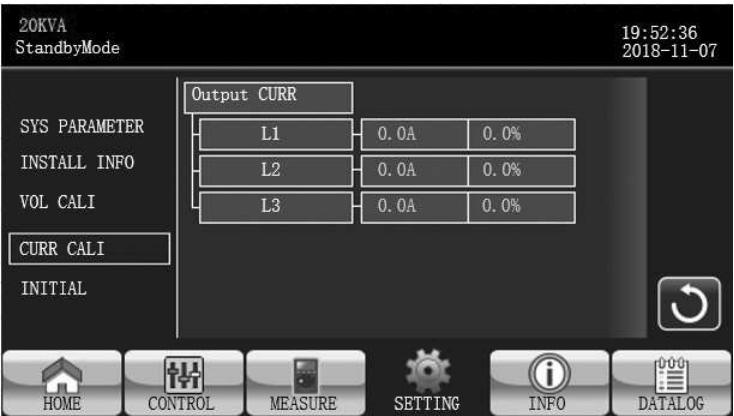 20KVA
StandbyMode
19:52:36
2018-11-07
SYS PARAMETER
INSTALL INFO
VOL CALI
CURR CALI
INITIAL
Output CURR
L1 0.0A 0.0%
L2 0.0A 0.0%
L3 0.0A 0.0%
HOME CONTROL MEASURE SETTING INFO DATALOG